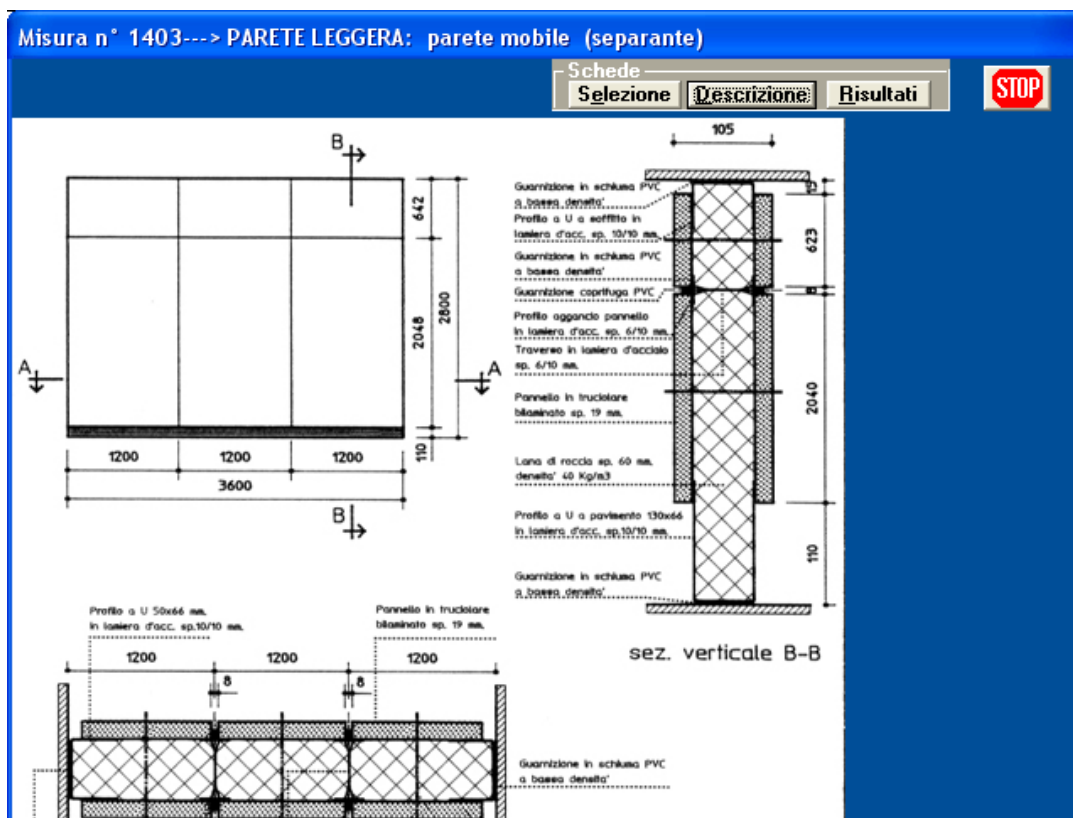 Misura n° 1403---> PARETE LEGGERA: parete mobile (separante)
Schede
Selezione
Descrizione
Risultati
STOP
B
642
2048
2800
A
A
110
1200
1200
1200
3600
B
105
Guarnizione in schiuma PVC
a bassa densita'
Profilo a U a soffitto in
lamiera d'acc. sp. 10/10 mm.
Guarnizione in schiuma PVC
a bassa densita'
Guarnizione coprifuga PVC
Profilo aggancio pannello
in lamiera d'acc. sp. 6/10 mm.
Traverso in lamiera d'acciaio
sp. 6/10 mm.
Pannello in truciolare
bilaminato sp. 19 mm.
Lana di roccia sp. 60 mm.
densita' 40 Kg/m3
Profilo a U a pavimento 130x66
in lamiera d'acc. sp.10/10 mm.
Guarnizione in schiuma PVC
a bassa densita'
15
623
8
2040
110
sez. verticale B-B
Profilo a U 50x66 mm.
in lamiera d'acc. sp.10/10 mm.
Pannello in truciolare
bilaminato sp. 19 mm.
1200
1200
1200
8
8
Guarnizione in schiuma PVC
a bassa densita'